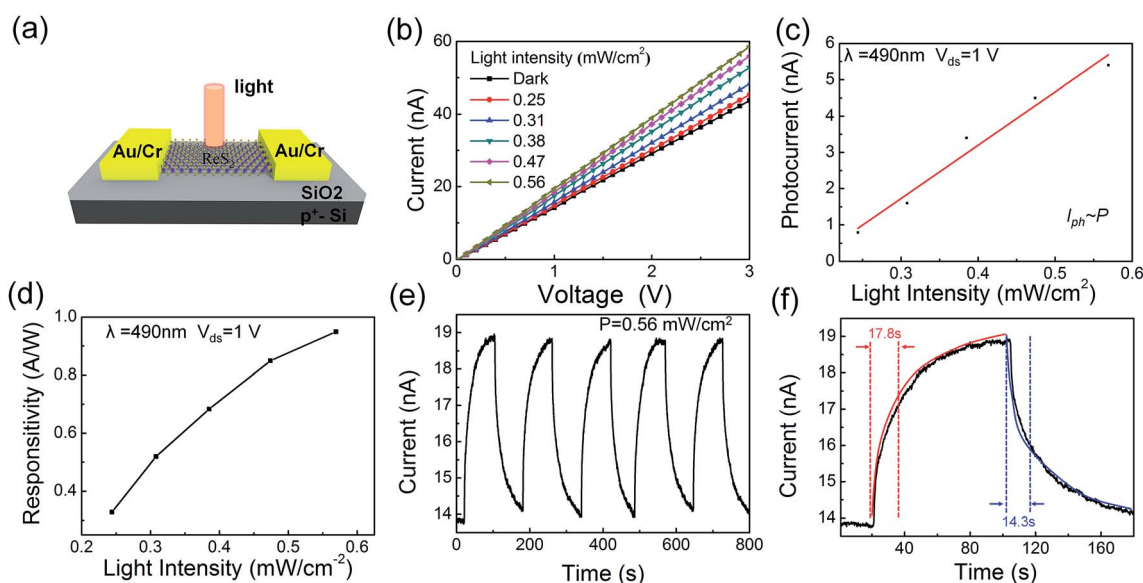 (a)
light
Au/Cr
Au/Cr
ReS2
SiO2
p+- Si
(b)
Current (nA)
60
40
20
0
Light intensity (mW/cm2)
Dark
0.25
0.31
0.38
0.47
0.56
0 1 2 3
Voltage (V)
(c)
Photocurrent (nA)
6
5
4
3
2
1
0
λ =490nm Vds=1 V
Iph~P
0.3 0.4 0.5 0.6
Light Intensity (mW/cm2)
(d)
Responsitivity (A/W)
1.0
0.8
0.6
0.4
λ =490nm Vds=1 V
0.2 0.3 0.4 0.5 0.6
Light Intensity (mW/cm-2)
(e)
Current (nA)
19
18
17
16
15
14
P=0.56 mW/cm2
0 200 400 600 800
Time (s)
(f)
Current (nA)
19
18
17
16
15
14
17.8s
14.3s
40 80 120 160
Time (s)